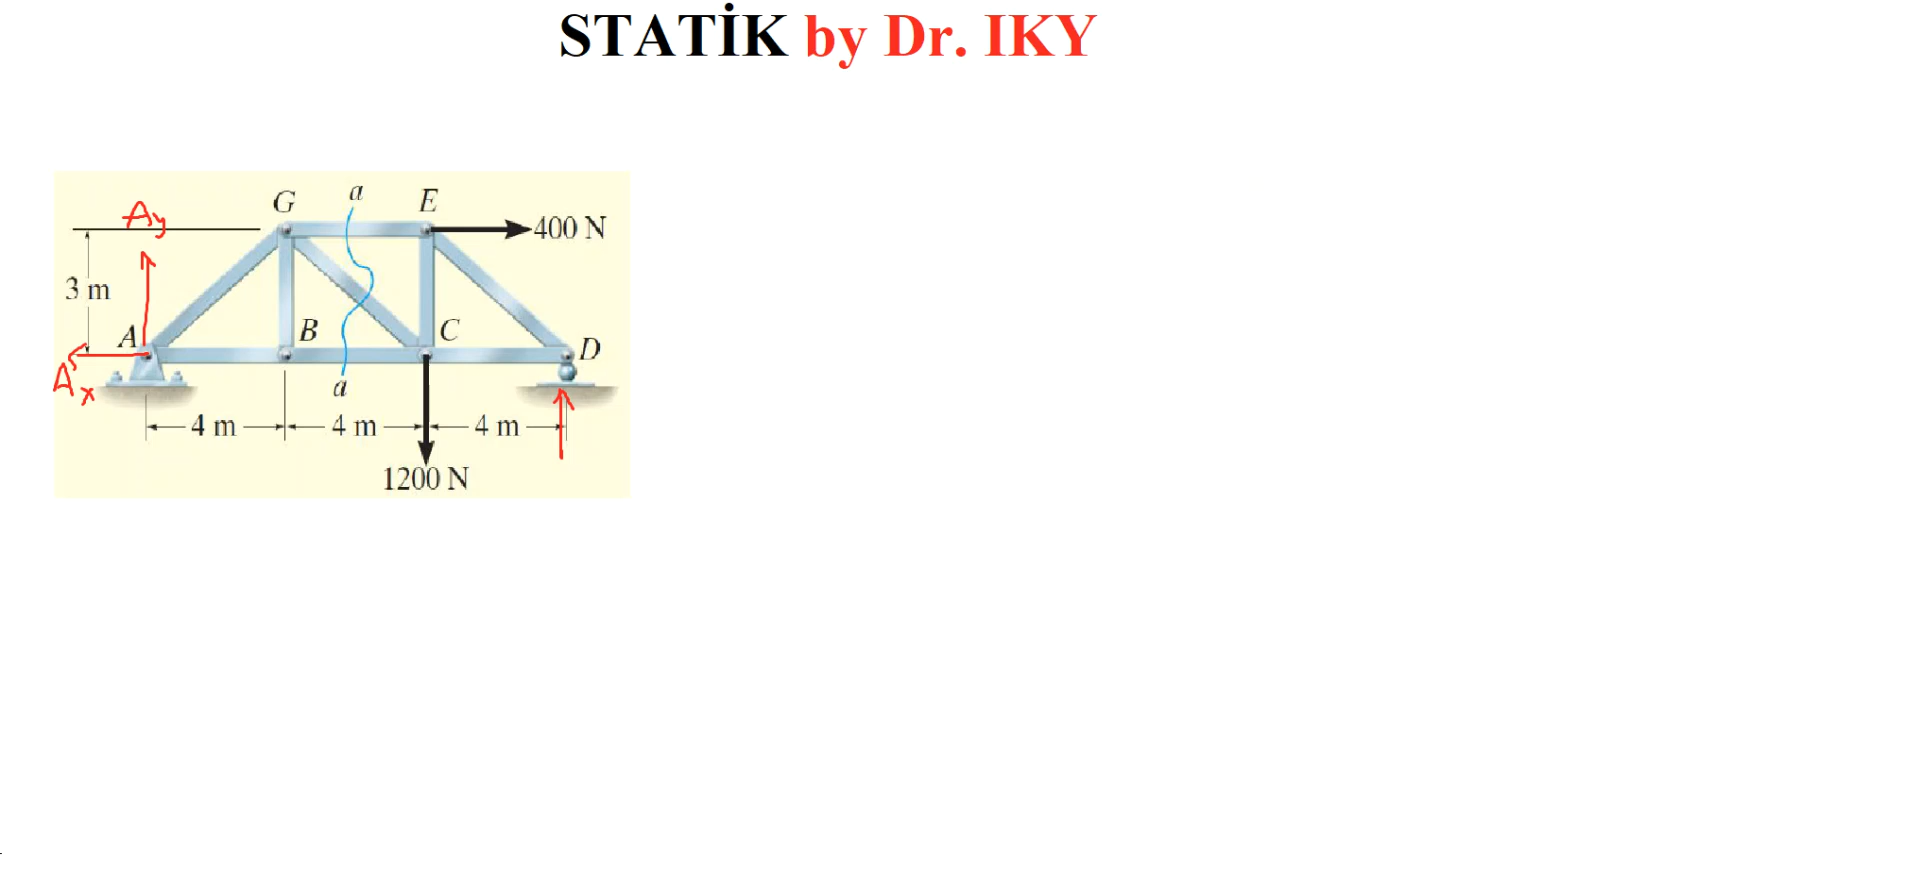 STATİK by Dr. IKY
G a E
Ay
400 N
3 m
A B C D
Ax
a
4 m 4 m 4 m
1200 N